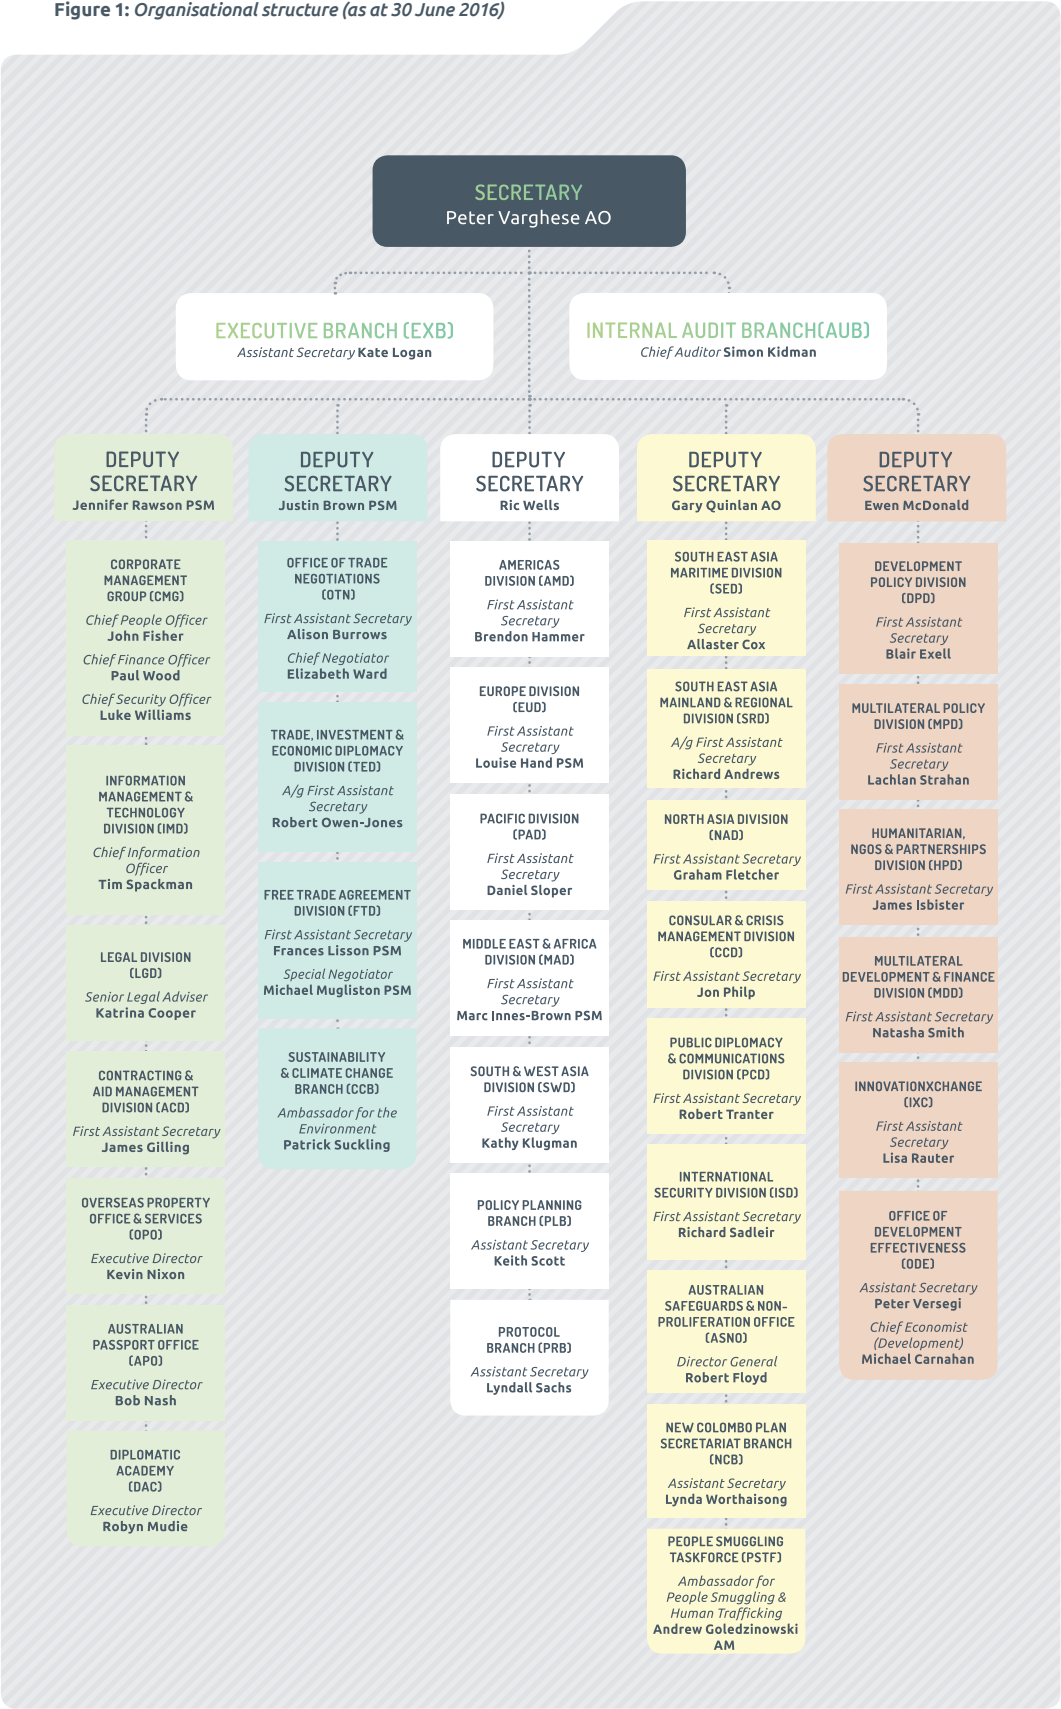 Figure 1: Organisational structure (as at 30 June 2016)
SECRETARY
Peter Varghese AO
EXECUTIVE BRANCH (EXB)
Assistant Secretary Kate Logan
INTERNAL AUDIT BRANCH(AUB)
Chief Auditor Simon Kidman
DEPUTY
SECRETARY
Jennifer Rawson PSM
CORPORATE
MANAGEMENT
GROUP (CMG)
Chief People Officer
John Fisher
Chief Finance Officer
Paul Wood
Chief Security Officer
Luke Williams
INFORMATION
MANAGEMENT &
TECHNOLOGY
DIVISION (IMD)
Chief Information
Officer
Tim Spackman
LEGAL DIVISION
(LGD)
Senior Legal Adviser
Katrina Cooper
CONTRACTING &
AID MANAGEMENT
DIVISION (ACD)
First Assistant Secretary
James Gilling
OVERSEAS PROPERTY
OFFICE & SERVICES
(OPO)
Executive Director
Kevin Nixon
AUSTRALIAN
PASSPORT OFFICE
(APO)
Executive Director
Bob Nash
DIPLOMATIC
ACADEMY
(DAC)
Executive Director
Robyn Mudie
DEPUTY
SECRETARY
Justin Brown PSM
OFFICE OF TRADE
NEGOTIATIONS
(OTN)
First Assistant Secretary
Alison Burrows
Chief Negotiator
Elizabeth Ward
TRADE, INVESTMENT &
ECONOMIC DIPLOMACY
DIVISION (TED)
A/g First Assistant
Secretary
Robert Owen-Jones
FREE TRADE AGREEMENT
DIVISION (FTD)
First Assistant Secretary
Frances Lisson PSM
Special Negotiator
Michael Mugliston PSM
SUSTAINABILITY
& CLIMATE CHANGE
BRANCH (CCB)
Ambassador for the
Environment
Patrick Suckling
DEPUTY
SECRETARY
Ric Wells
AMERICAS
DIVISION (AMD)
First Assistant
Secretary
Brendon Hammer
EUROPE DIVISION
(EUD)
First Assistant
Secretary
Louise Hand PSM
PACIFIC DIVISION
(PAD)
First Assistant
Secretary
Daniel Sloper
MIDDLE EAST & AFRICA
DIVISION (MAD)
First Assistant
Secretary
Marc Innes-Brown PSM
SOUTH & WEST ASIA
DIVISION (SWD)
First Assistant
Secretary
Kathy Klugman
POLICY PLANNING
BRANCH (PLB)
Assistant Secretary
Keith Scott
PROTOCOL
BRANCH (PRB)
Assistant Secretary
Lyndall Sachs
DEPUTY
SECRETARY
Gary Quinlan AO
SOUTH EAST ASIA
MARITIME DIVISION
(SED)
First Assistant
Secretary
Allaster Cox
SOUTH EAST ASIA
MAINLAND & REGIONAL
DIVISION (SRD)
A/g First Assistant
Secretary
Richard Andrews
NORTH ASIA DIVISION
(NAD)
First Assistant Secretary
Graham Fletcher
CONSULAR & CRISIS
MANAGEMENT DIVISION
(CCD)
First Assistant Secretary
Jon Philp
PUBLIC DIPLOMACY
& COMMUNICATIONS
DIVISION (PCD)
First Assistant Secretary
Robert Tranter
INTERNATIONAL
SECURITY DIVISION (ISD)
First Assistant Secretary
Richard Sadleir
AUSTRALIAN
SAFEGUARDS & NON-
PROLIFERATION OFFICE
(ASNO)
Director General
Robert Floyd
NEW COLOMBO PLAN
SECRETARIAT BRANCH
(NCB)
Assistant Secretary
Lynda Worthaisong
PEOPLE SMUGGLING
TASKFORCE (PSTF)
Ambassador for
People Smuggling &
Human Trafficking
Andrew Goledzinowski
AM
DEPUTY
SECRETARY
Ewen McDonald
DEVELOPMENT
POLICY DIVISION
(DPD)
First Assistant
Secretary
Blair Exell
MULTILATERAL POLICY
DIVISION (MPD)
First Assistant
Secretary
Lachlan Strahan
HUMANITARIAN,
NGOS & PARTNERSHIPS
DIVISION (HPD)
First Assistant Secretary
James Isbister
MULTILATERAL
DEVELOPMENT & FINANCE
DIVISION (MDD)
First Assistant Secretary
Natasha Smith
INNOVATIONXCHANGE
(IXC)
First Assistant
Secretary
Lisa Rauter
OFFICE OF
DEVELOPMENT
EFFECTIVENESS
(ODE)
Assistant Secretary
Peter Versegi
Chief Economist
(Development)
Michael Carnahan